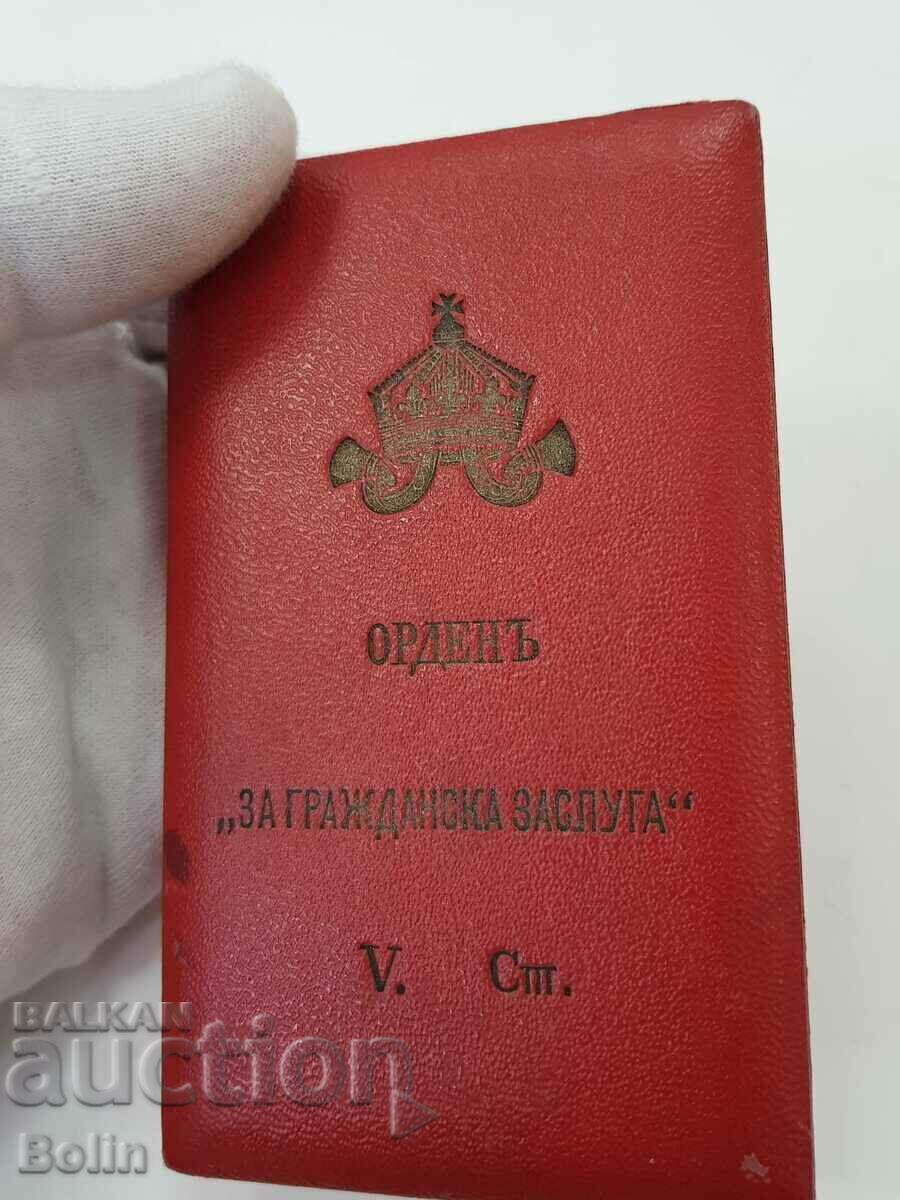 ОРДЕНЪ
„ЗА ГРАЖДАНСКА ЗАСЛУГА“
V. Ст.
BALKAN
auction
Bolin